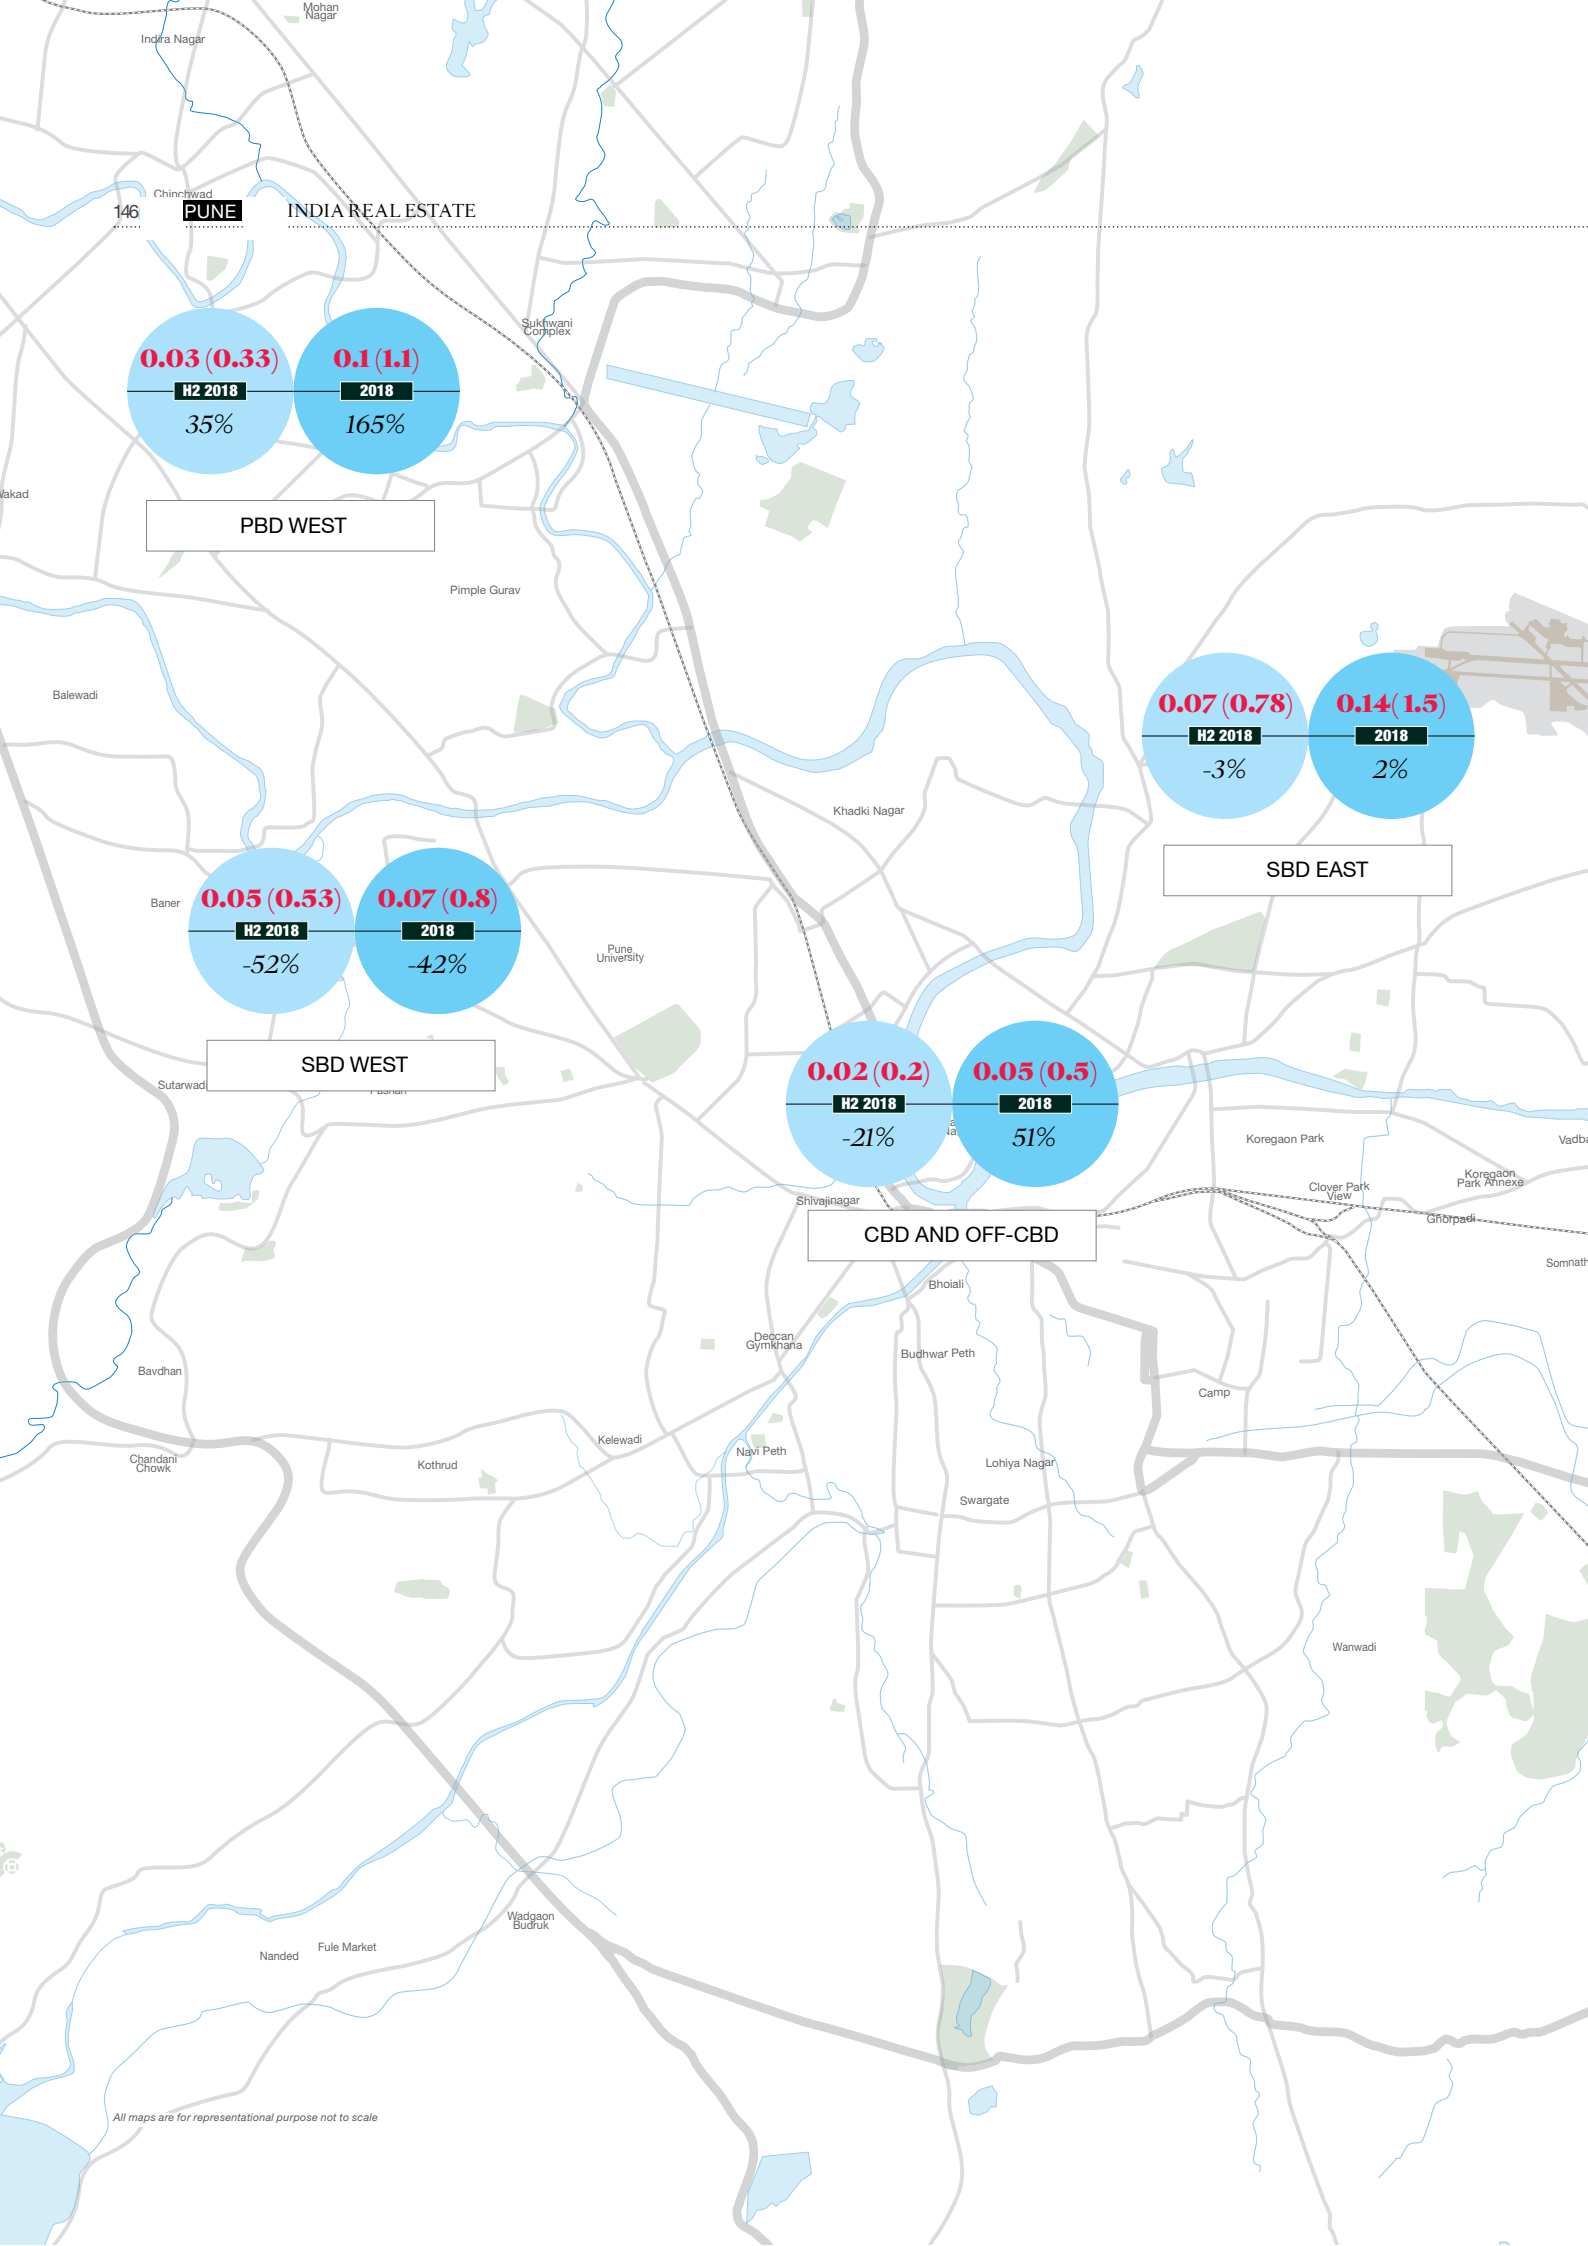 Mohan
Nagar
Indira Nagar
Chinchwad
146
PUNE
INDIA REAL ESTATE
Sukhwani
Complex
0.03 (0.33)
H2 2018
35%
0.1 (1.1)
2018
165%
PBD WEST
Pimple Gurav
Balewadi
0.07 (0.78)
H2 2018
-3%
0.14 (1.5)
2018
2%
SBD EAST
Khadki Nagar
Baner
0.05 (0.53)
H2 2018
-52%
0.07 (0.8)
2018
-42%
SBD WEST
Pune
University
Sutarwadi
0.02 (0.2)
H2 2018
-21%
0.05 (0.5)
2018
51%
CBD AND OFF-CBD
Koregaon Park
Koregaon
Park Annexe
Clover Park
View
Ghorpadi
Shivajinagar
Somnath
Bhoiali
Deccan
Gymkhana
Budhwar Peth
Bavdhan
Camp
Kelewadi
Navi Peth
Chandani
Chowk
Kothrud
Lohiya Nagar
Swargate
Wanwadi
Wadgaon
Budruk
Fule Market
Nanded
All maps are for representational purpose not to scale